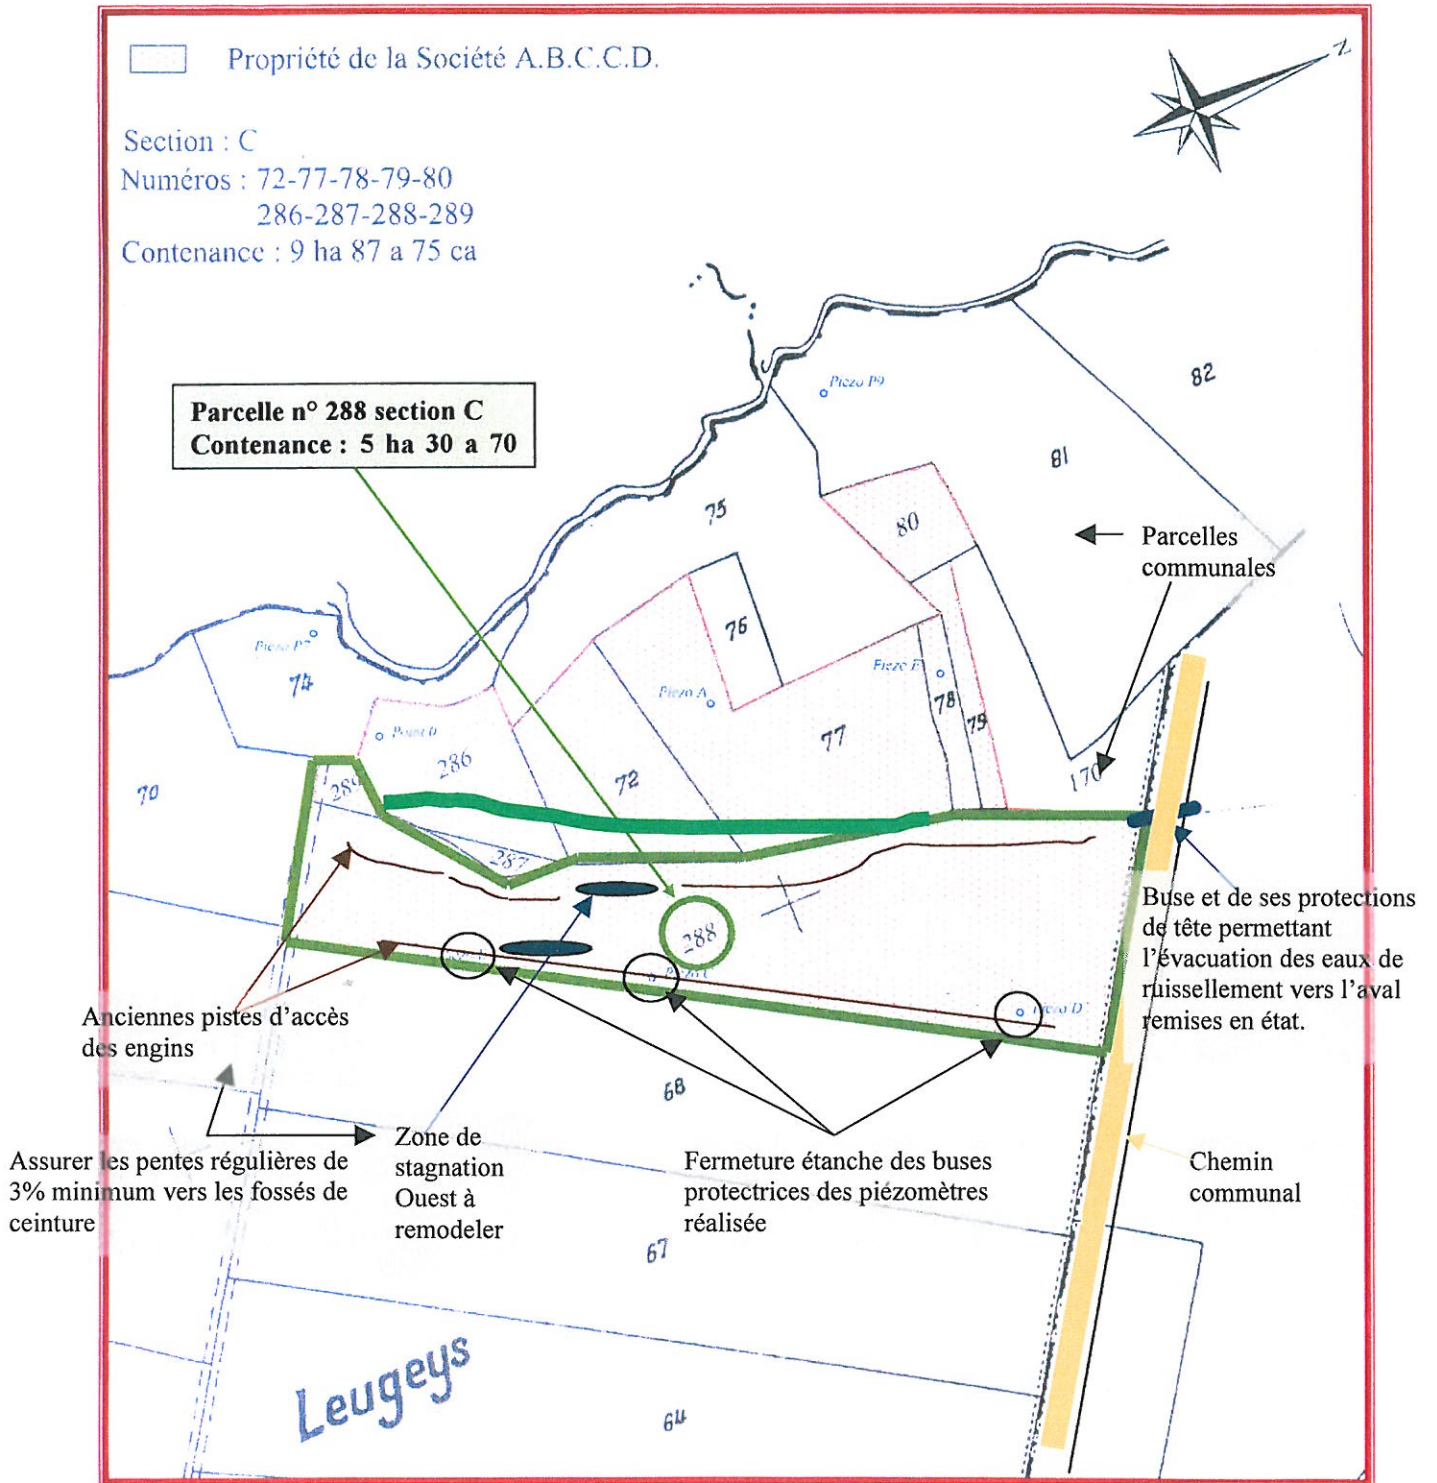 Propriété de la Société A.B.C.C.D.
Z
Section : C
Numéros : 72-77-78-79-80
286-287-288-289
Contenance : 9 ha 87 a 75 ca
Parcelle n° 288 section C
Contenance : 5 ha 30 a 70
Piezo P9
82
81
75
80
Parcelles
communales
76
74
Piezo A
78
79
77
286
72
170
70
289
287
288
Buse et de ses protections
de tête permettant
l'évacuation des eaux de
ruissellement vers l'aval
remises en état.
Piezo D
Anciennes pistes d'accès
des engins
68
Assurer les pentes régulières de
3% minimum vers les fossés de
ceinture
Zone de
stagnation
Ouest à
remodeler
Fermeture étanche des buses
protectrices des piézomètres
réalisée
Chemin
communal
67
Leugeys
64